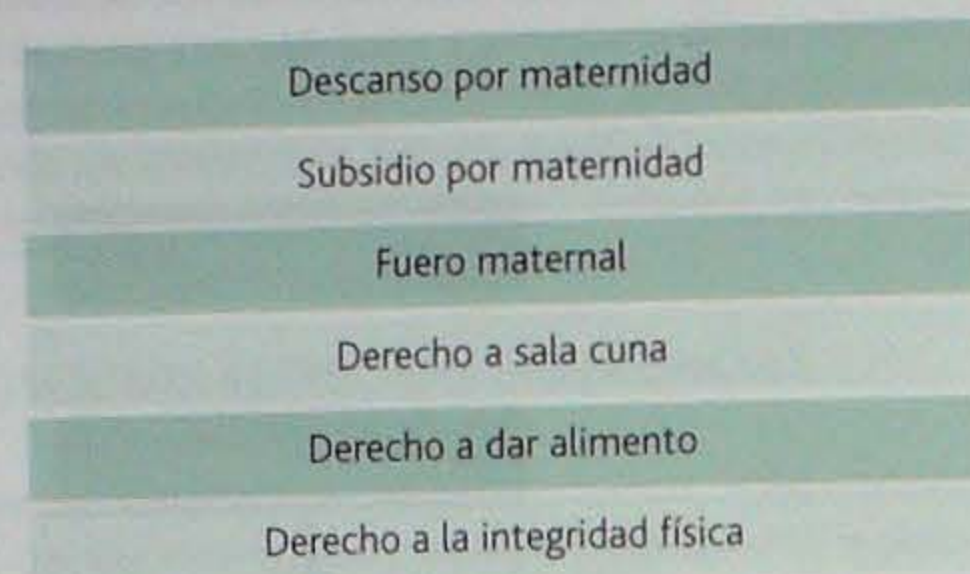 Descanso por maternidad
Subsidio por maternidad
Fuero maternal
Derecho a sala cuna
Derecho a dar alimento
Derecho a la integridad física